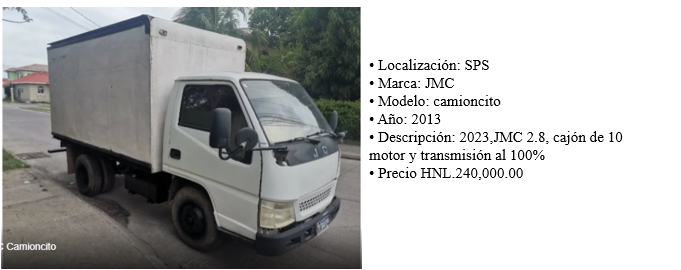 • Localización: SPS
• Marca: JMC
• Modelo: camioncito
• Año: 2013
• Descripción: 2023,JMC 2.8, cajón de 10
motor y transmisión al 100%
• Precio HNL.240,000.00
J C
C Camioncito